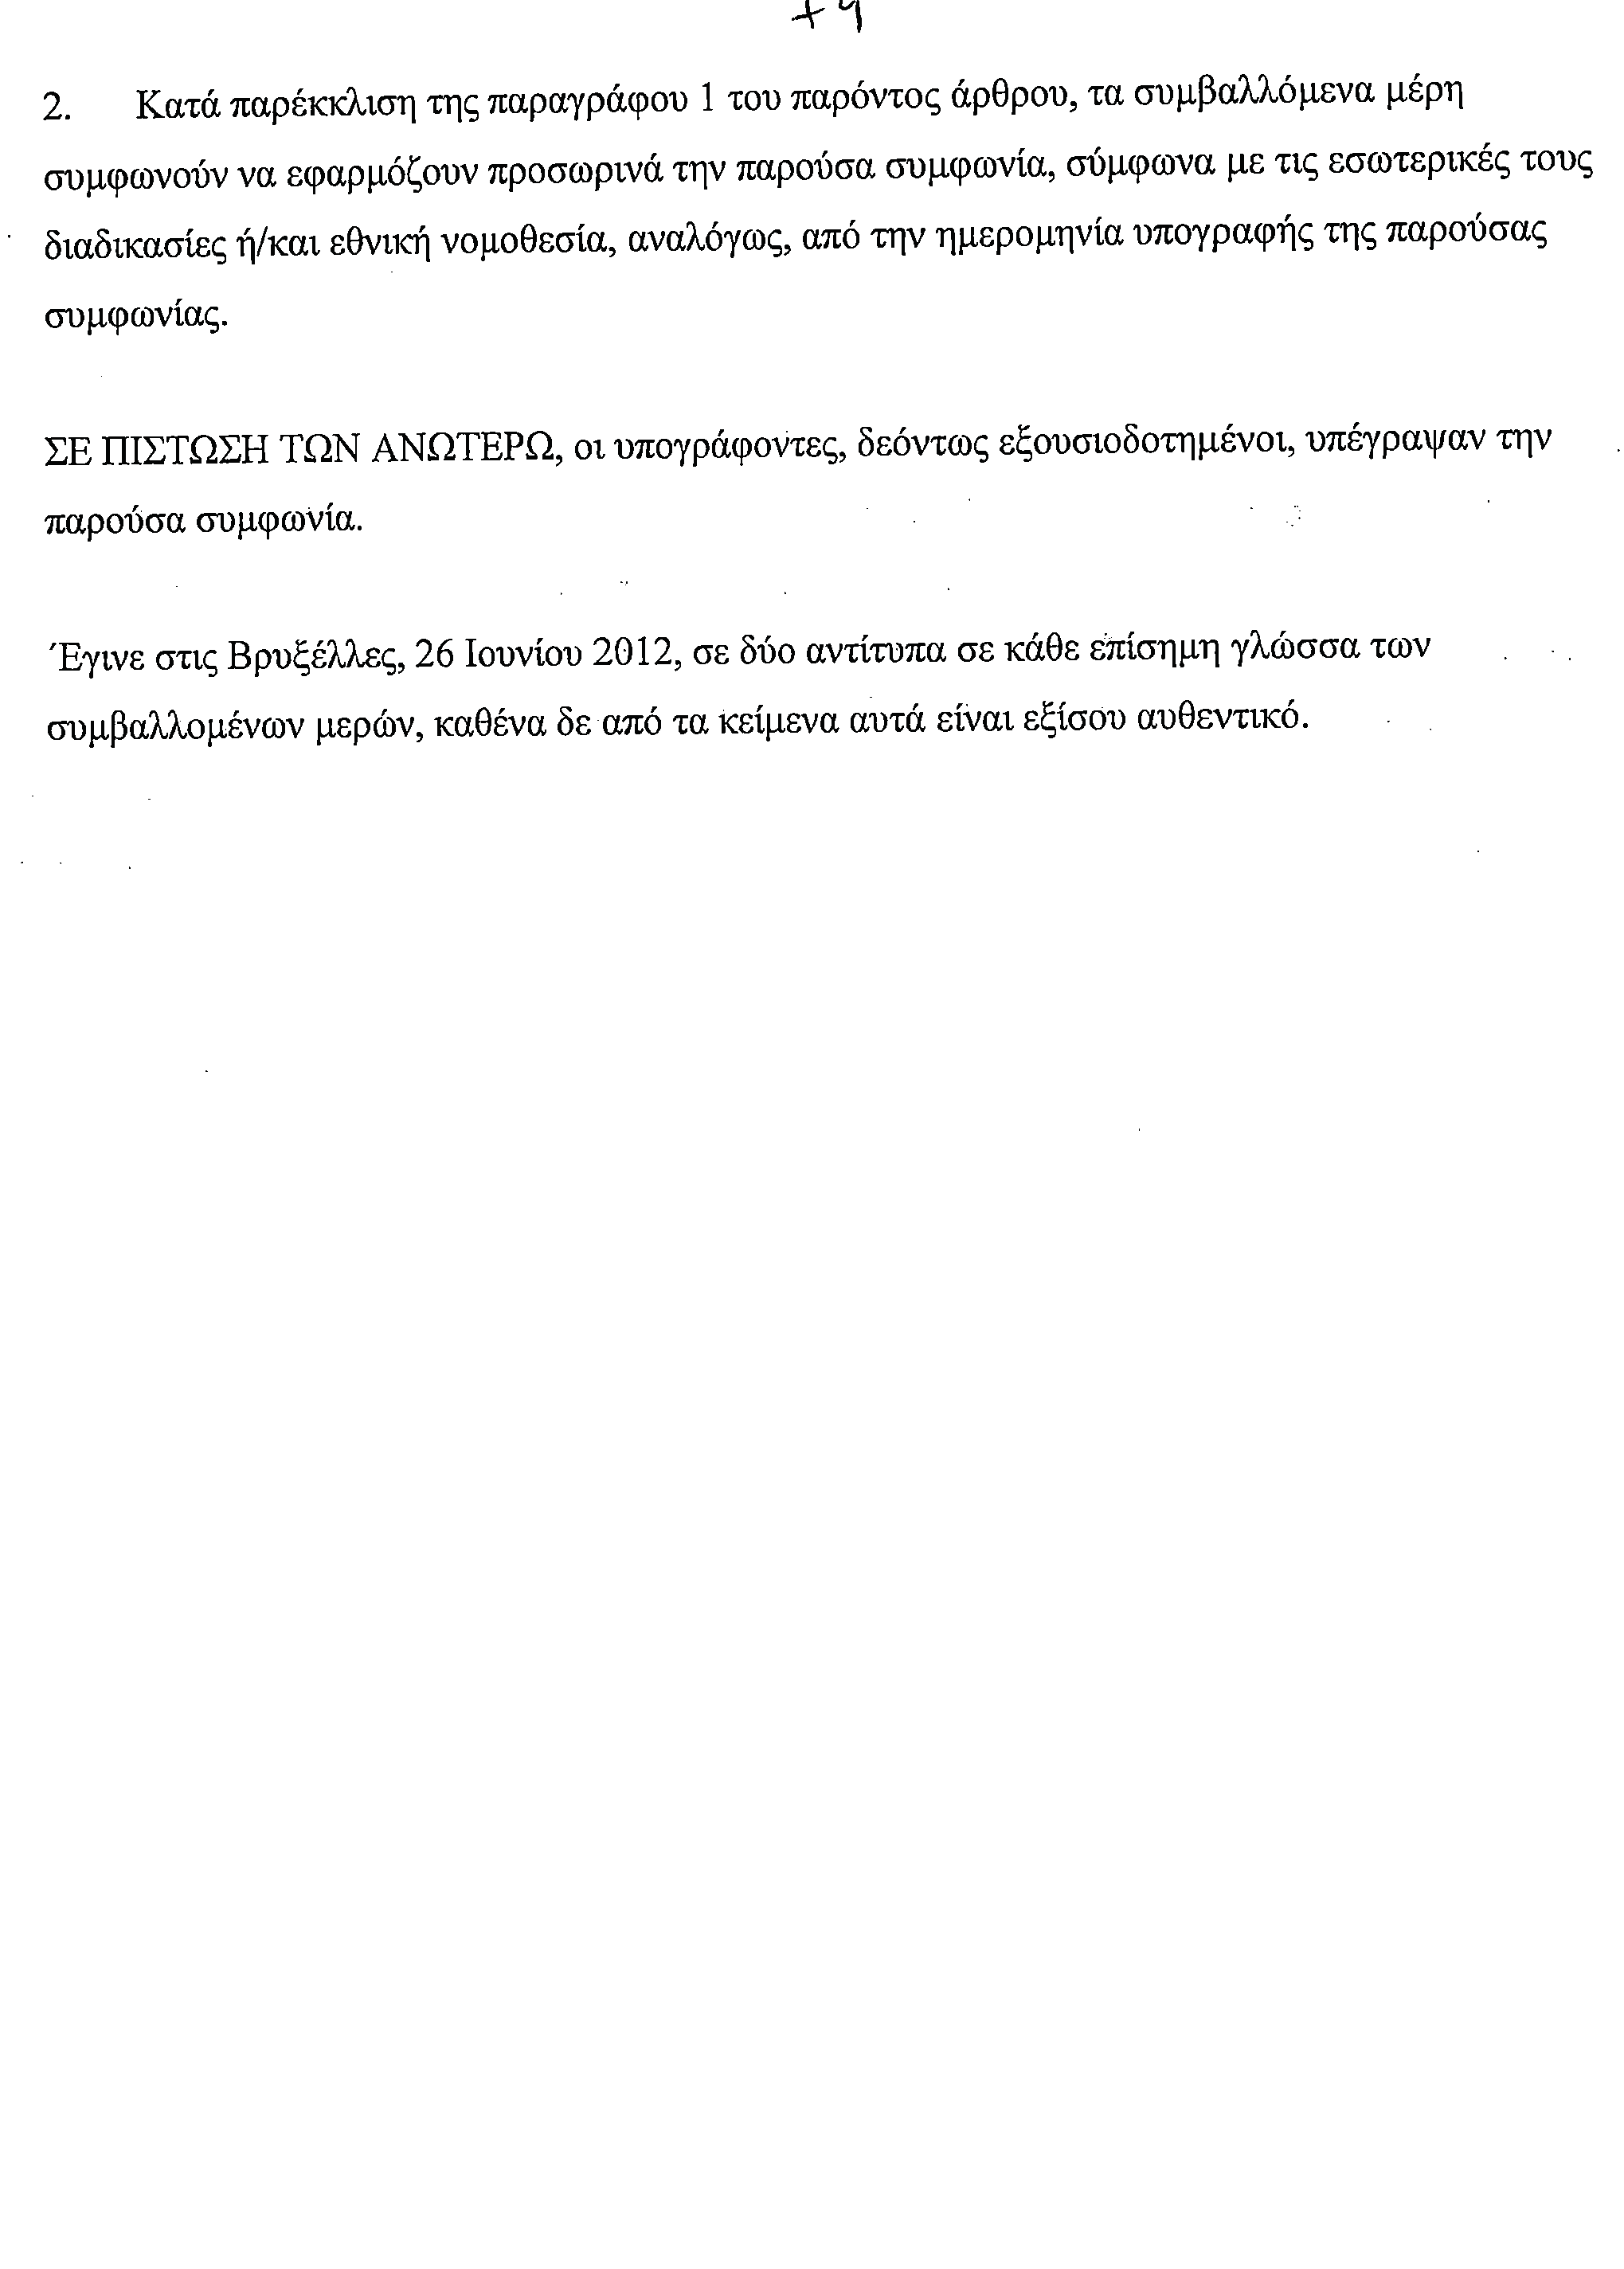 2. Κατά παρέκκλιση της παραγράφου 1 του παρόντος άρθρου, τα συμβαλλόμενα μέρη
συμφωνούν να εφαρμόζουν προσωρινά την παρούσα συμφωνία, σύμφωνα με τις εσωτερικές τους
διαδικασίες ή/και εθνική νομοθεσία, αναλόγως, από την ημερομηνία υπογραφής της παρούσας
συμφωνίας.
ΣΕ ΠΙΣΤΩΣΗ ΤΩΝ ΑΝΩΤΕΡΩ, οι υπογράφοντες, δεόντως εξουσιοδοτημένοι, υπέγραψαν την
παρούσα συμφωνία.
Έγινε στις Βρυξέλλες, 26 Ιουνίου 2012, σε δύο αντίτυπα σε κάθε επίσημη γλώσσα των
συμβαλλομένων μερών, καθένα δε από τα κείμενα αυτά είναι εξίσου αυθεντικό.